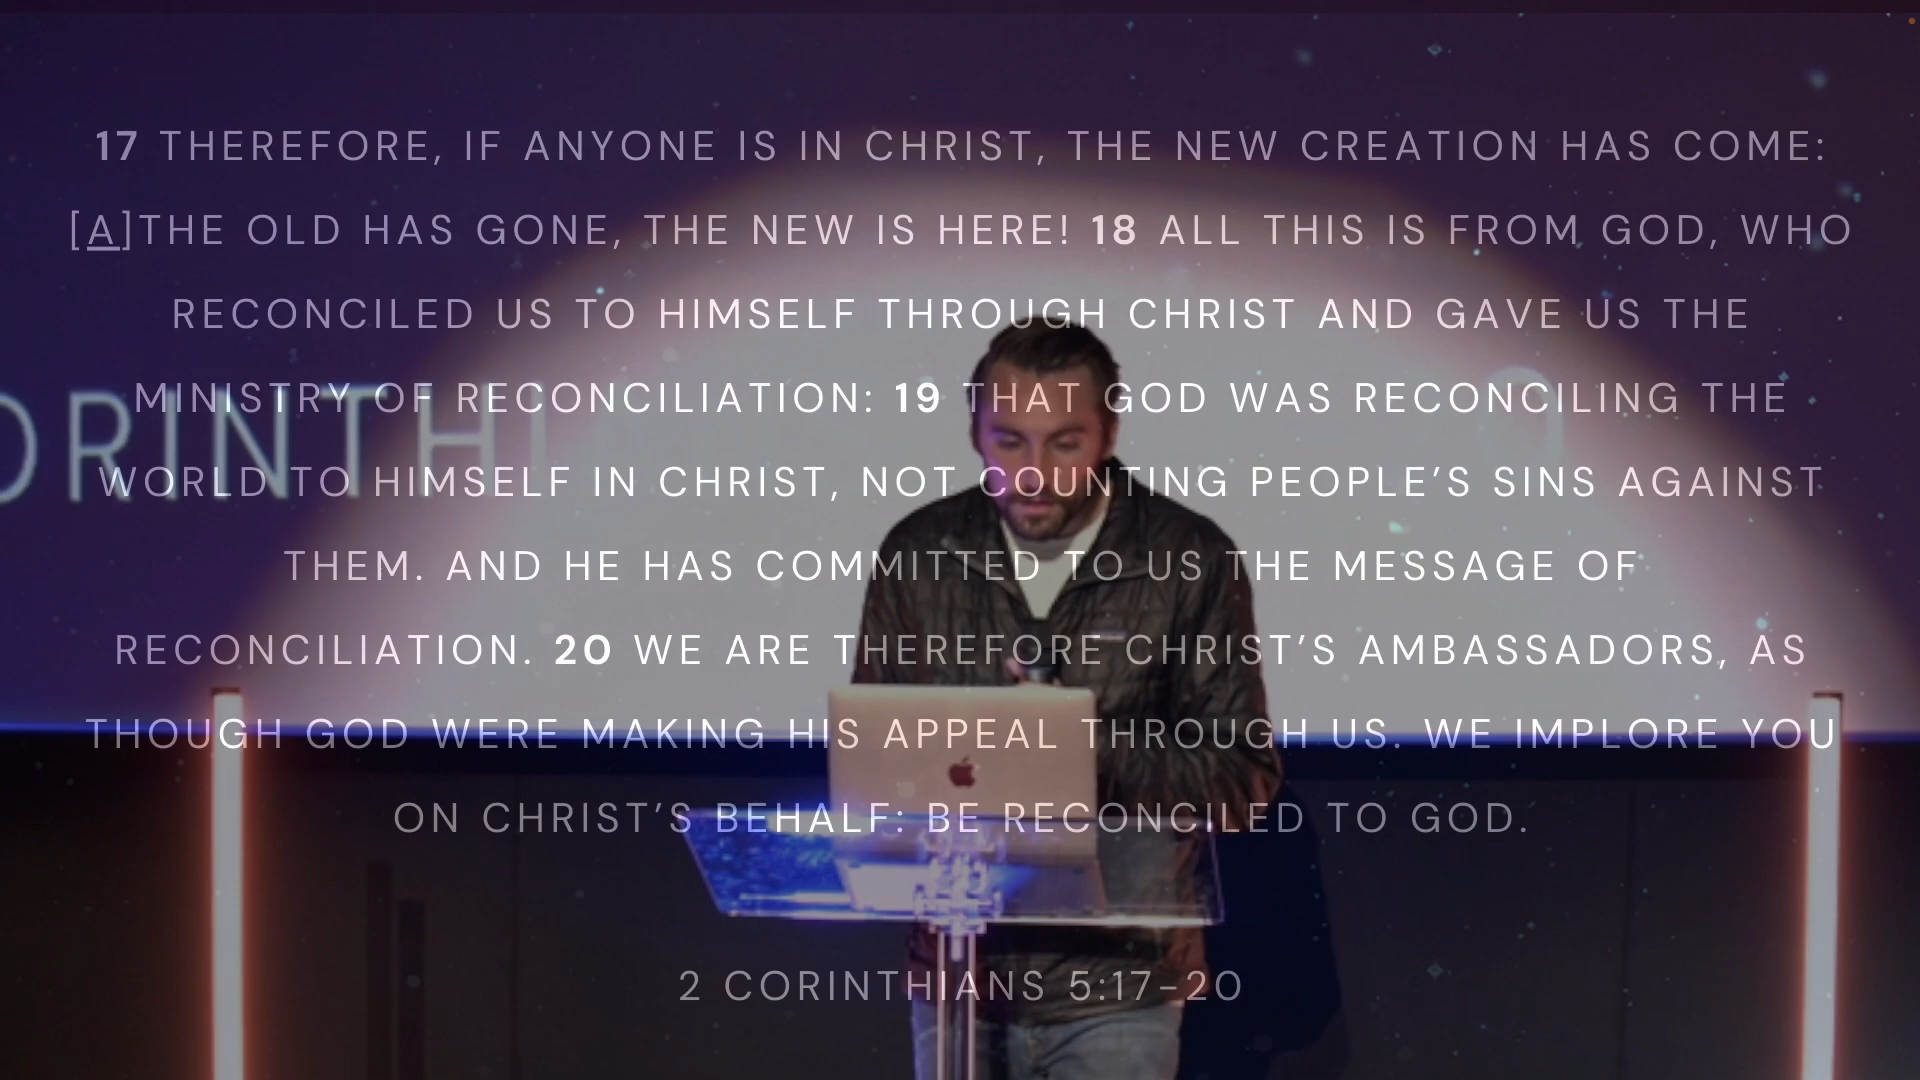 17 THEREFORE, IF ANYONE IS IN CHRIST, THE NEW CREATION HAS COME:
[A]THE OLD HAS GONE, THE NEW IS HERE! 18 ALL THIS IS FROM GOD, WHO
RECONCILED US TO HIMSELF THROUGH CHRIST AND GAVE US THE
MINISTRY OF RECONCILIATION: 19 THAT GOD WAS RECONCILING THE
WORLD TO HIMSELF IN CHRIST, NOT COUNTING PEOPLE’S SINS AGAINST
THEM. AND HE HAS COMMITTED TO US THE MESSAGE OF
RECONCILIATION. 20 WE ARE THEREFORE CHRIST’S AMBASSADORS, AS
THOUGH GOD WERE MAKING HIS APPEAL THROUGH US. WE IMPLORE YOU
ON CHRIST’S BEHALF: BE RECONCILED TO GOD.
2 CORINTHIANS 5:17-20